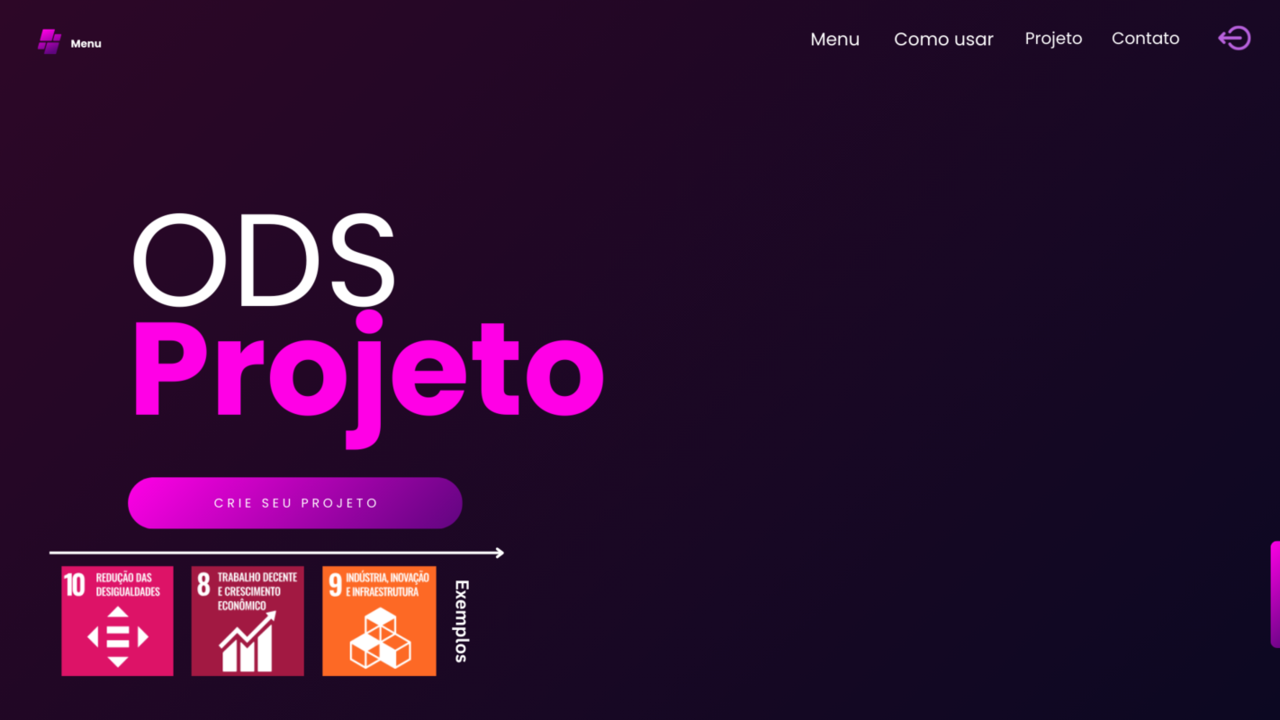 Menu
Menu
Como usar
Projeto
Contato
ODS
Projeto
CRIE SEU PROJETO
10
REDUÇÃO DAS
DESIGUALDADES
8
TRABALHO DECENTE
E CRESCIMENTO
ECONÔMICO
9
INDÚSTRIA, INOVAÇÃO
E INFRAESTRUTURA
Exemplos